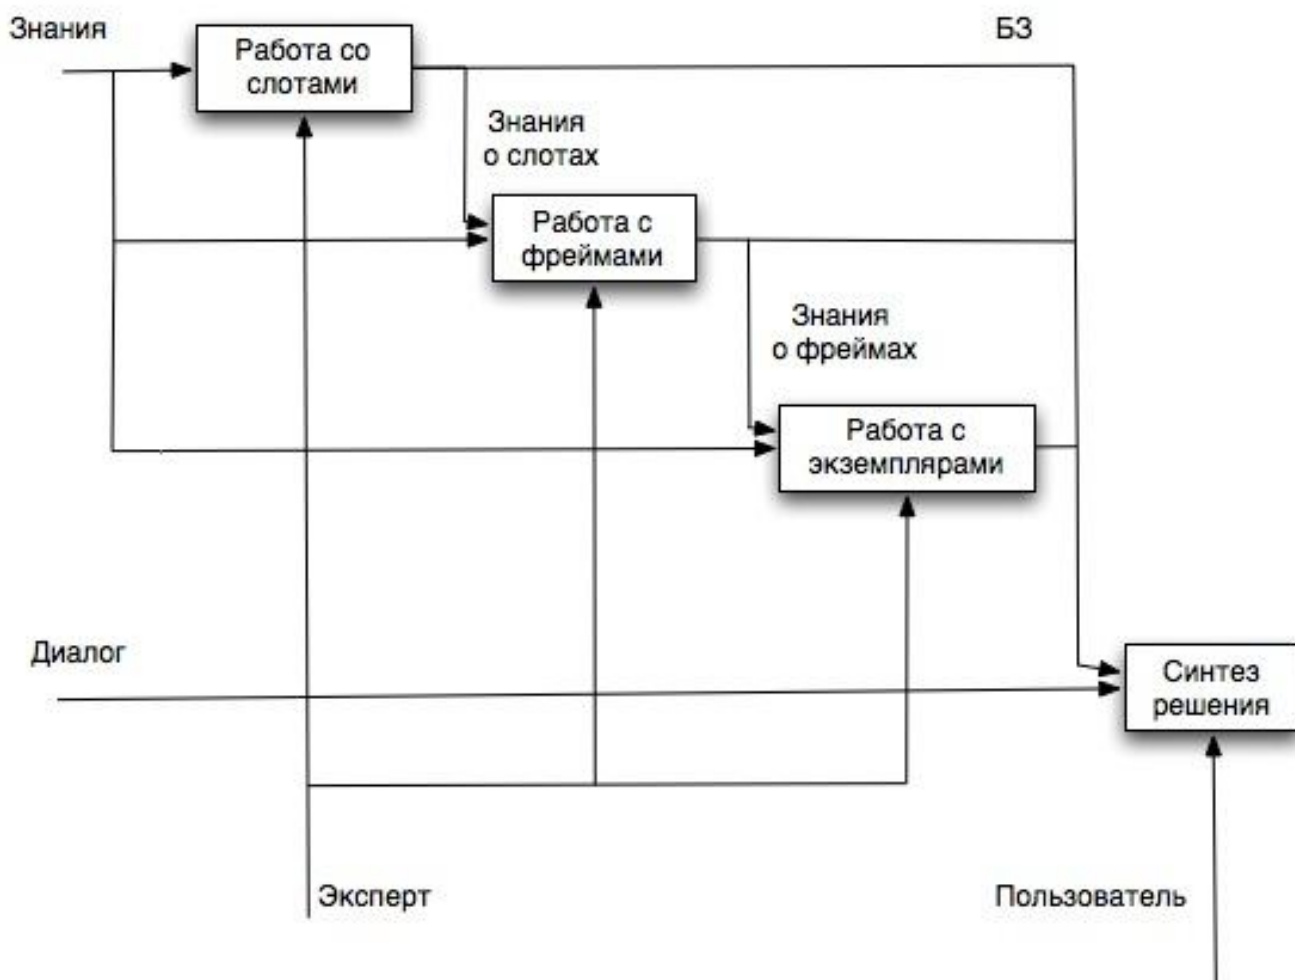 Знания
Работа со
слотами
БЗ
Знания
о слотах
Работа с
фреймами
Знания
о фреймах
Работа с
экземплярами
Диалог
Синтез
решения
Эксперт
Пользователь